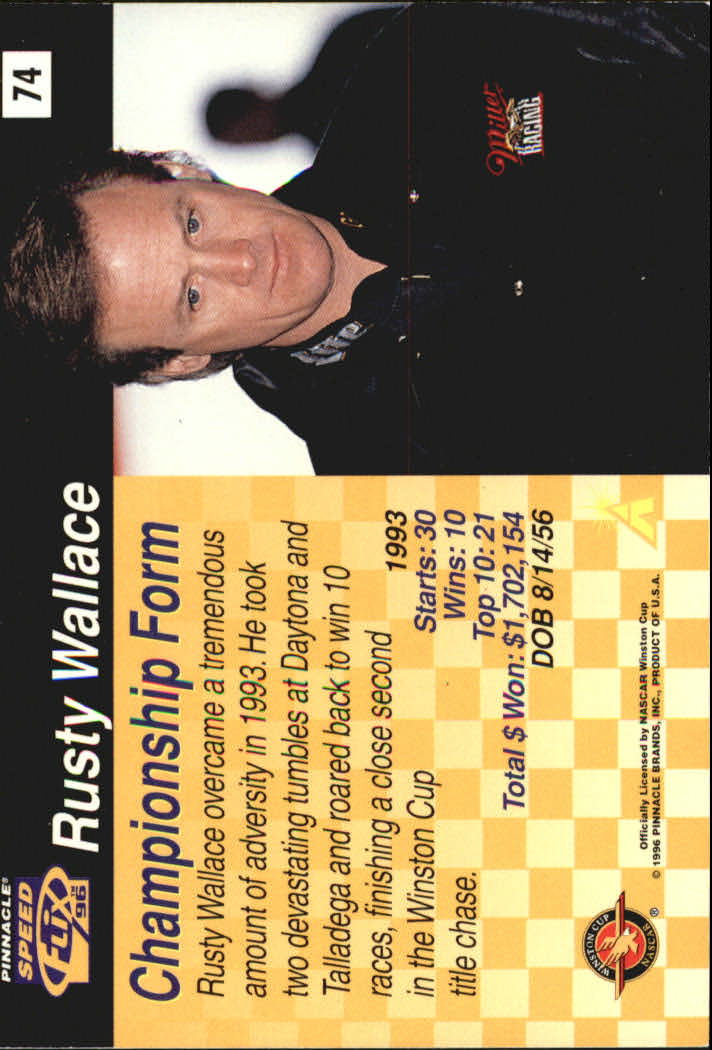 PINNACLE®
SPEED
FLIX™
96
Rusty Wallace
74
Miller
RACING
Championship Form
Rusty Wallace overcame a tremendous
amount of adversity in 1993. He took
two devastating tumbles at Daytona and
Talladega and roared back to win 10
races, finishing a close second
in the Winston Cup
title chase.
1993
Starts: 30
Wins: 10
Top 10: 21
Total $ Won: $1,702,154
DOB 8/14/56
WINSTON CUP
NASCAR
®
Officially Licensed by NASCAR Winston Cup
© 1996 PINNACLE BRANDS, INC., PRODUCT OF U.S.A.